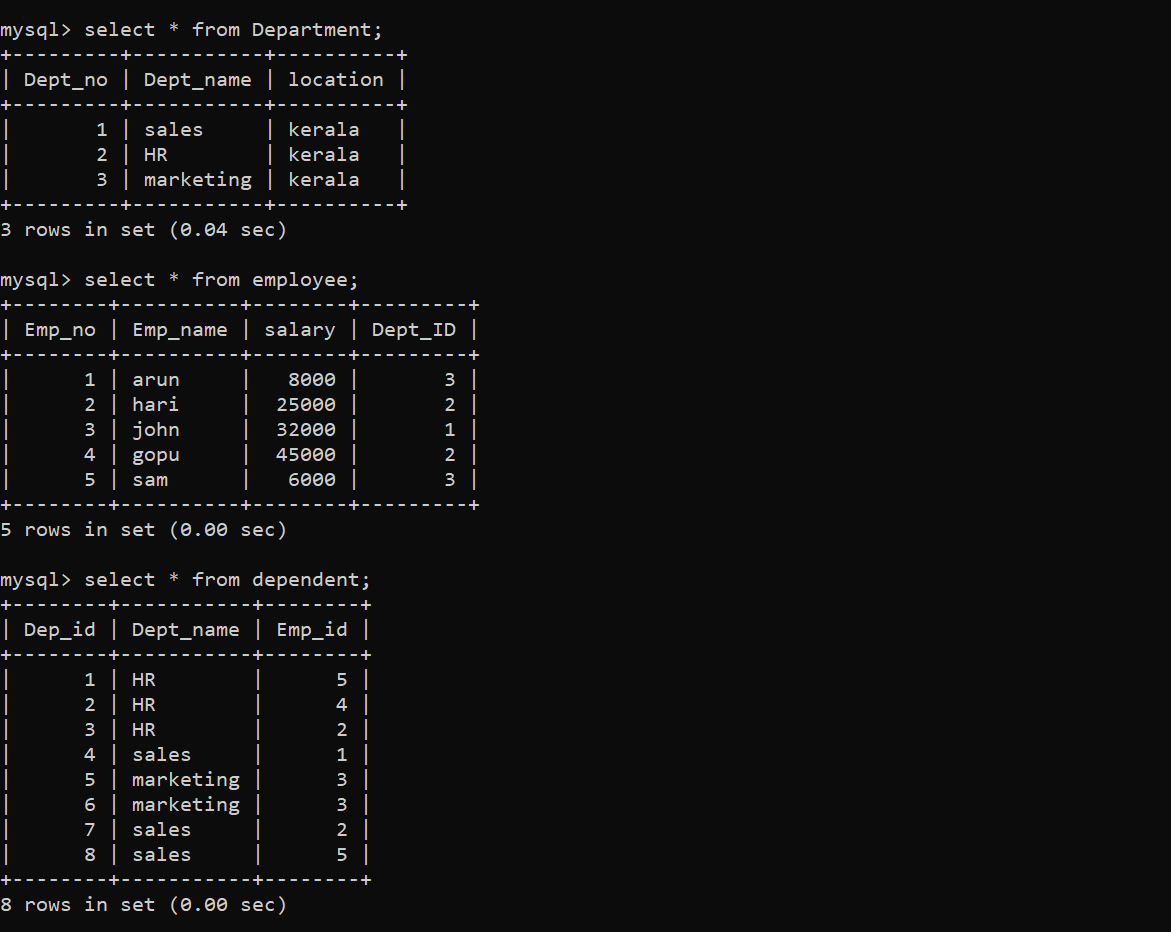 mysql> select * from Department;
+---------+-----------+----------+
| Dept_no | Dept_name | location |
+---------+-----------+----------+
|       1 | sales     | kerala   |
|       2 | HR        | kerala   |
|       3 | marketing | kerala   |
+---------+-----------+----------+
3 rows in set (0.04 sec)

mysql> select * from employee;
+--------+----------+--------+---------+
| Emp_no | Emp_name | salary | Dept_ID |
+--------+----------+--------+---------+
|      1 | arun     |   8000 |       3 |
|      2 | hari     |  25000 |       2 |
|      3 | john     |  32000 |       1 |
|      4 | gopu     |  45000 |       2 |
|      5 | sam      |   6000 |       3 |
+--------+----------+--------+---------+
5 rows in set (0.00 sec)

mysql> select * from dependent;
+--------+-----------+--------+
| Dep_id | Dept_name | Emp_id |
+--------+-----------+--------+
|      1 | HR        |      5 |
|      2 | HR        |      4 |
|      3 | HR        |      2 |
|      4 | sales     |      1 |
|      5 | marketing |      3 |
|      6 | marketing |      3 |
|      7 | sales     |      2 |
|      8 | sales     |      5 |
+--------+-----------+--------+
8 rows in set (0.00 sec)